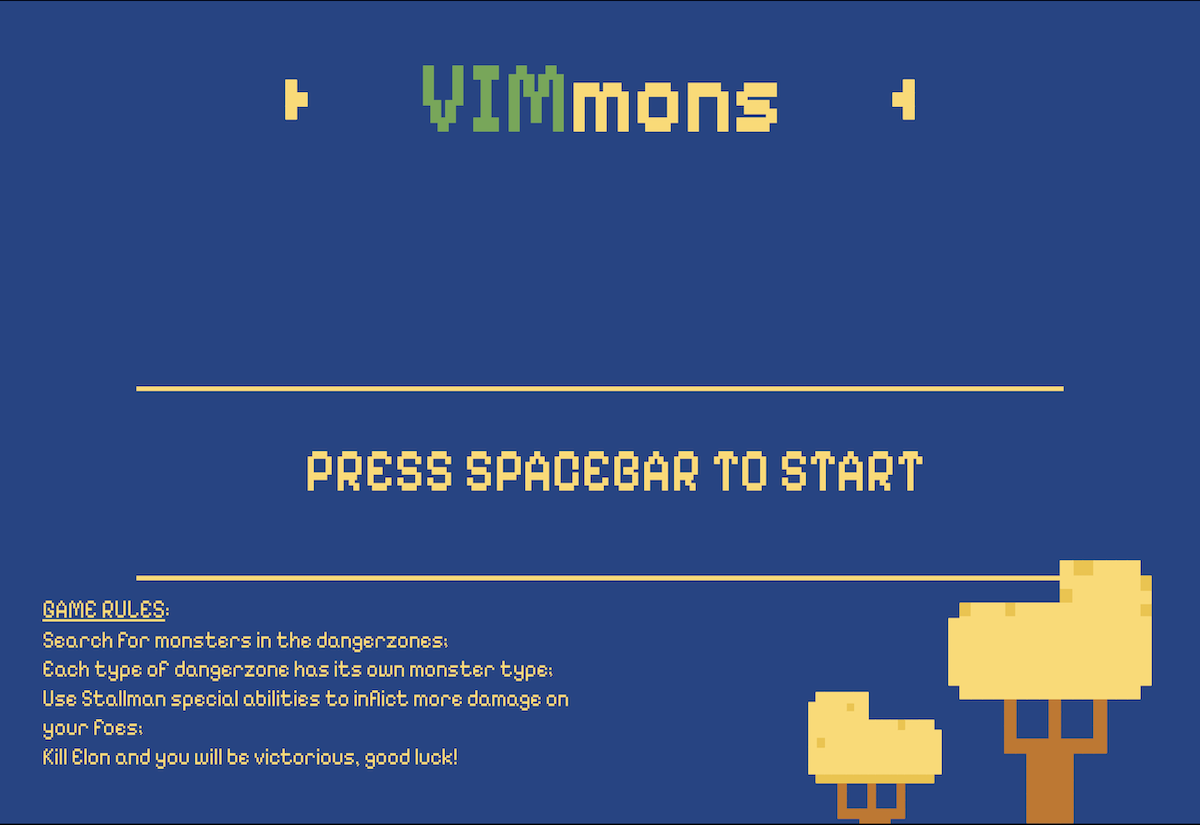 VIMmons
PRESS SPACEBAR TO START
GAME RULES:
Search for monsters in the dangerzones;
Each type of dangerzone has its own monster type;
Use Stallman special abilities to inflict more damage on
your foes;
Kill Elon and you will be victorious, good luck!